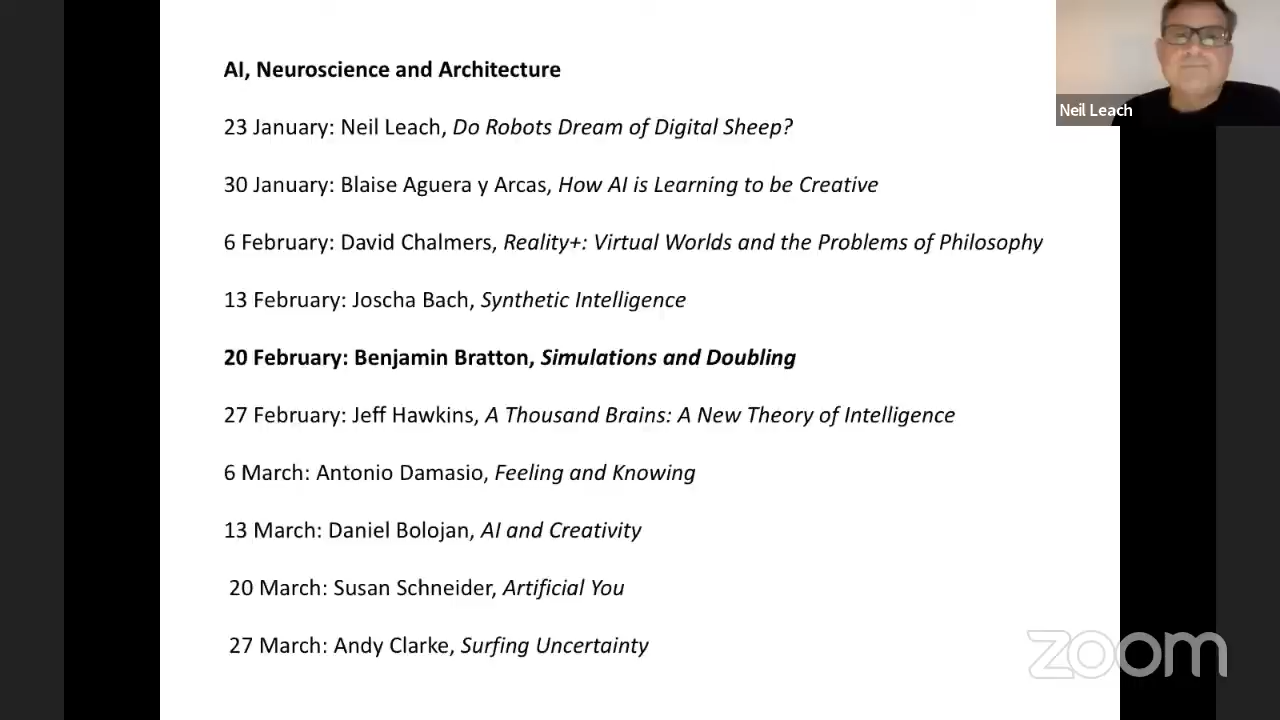 AI, Neuroscience and Architecture
23 January: Neil Leach, Do Robots Dream of Digital Sheep?
30 January: Blaise Aguera y Arcas, How AI is Learning to be Creative
6 February: David Chalmers, Reality+: Virtual Worlds and the Problems of Philosophy
13 February: Joscha Bach, Synthetic Intelligence
20 February: Benjamin Bratton, Simulations and Doubling
27 February: Jeff Hawkins, A Thousand Brains: A New Theory of Intelligence
6 March: Antonio Damasio, Feeling and Knowing
13 March: Daniel Bolojan, AI and Creativity
20 March: Susan Schneider, Artificial You
27 March: Andy Clarke, Surfing Uncertainty
Neil Leach
zoom